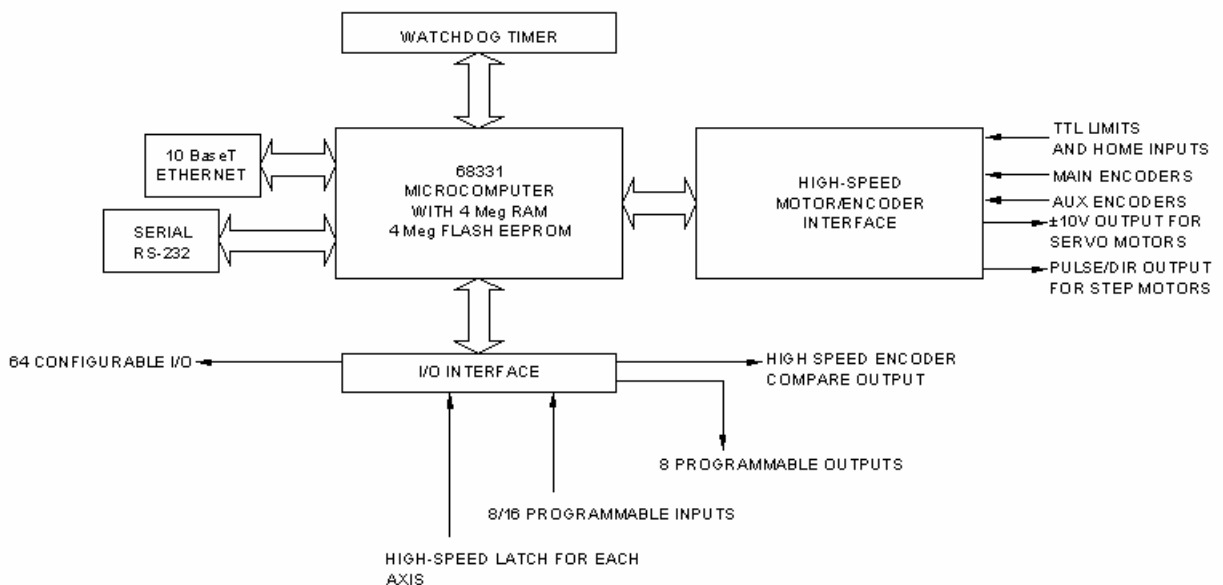 WATCHDOG TIMER
10 BaseT
ETHERNET
68331
MICROCOMPUTER
WITH 4 Meg RAM
4 Meg FLASH EEPROM
HIGH-SPEED
MOTOR/ENCODER
INTERFACE
TTL LIMITS
AND HOME INPUTS
MAIN ENCODERS
AUX ENCODERS
±10V OUTPUT FOR
SERVO MOTORS
PULSE/DIR OUTPUT
FOR STEP MOTORS
SERIAL
RS-232
64 CONFIGURABLE I/O
I/O INTERFACE
HIGH SPEED ENCODER
COMPARE OUTPUT
8 PROGRAMMABLE OUTPUTS
8/16 PROGRAMMABLE INPUTS
HIGH-SPEED LATCH FOR EACH
AXIS